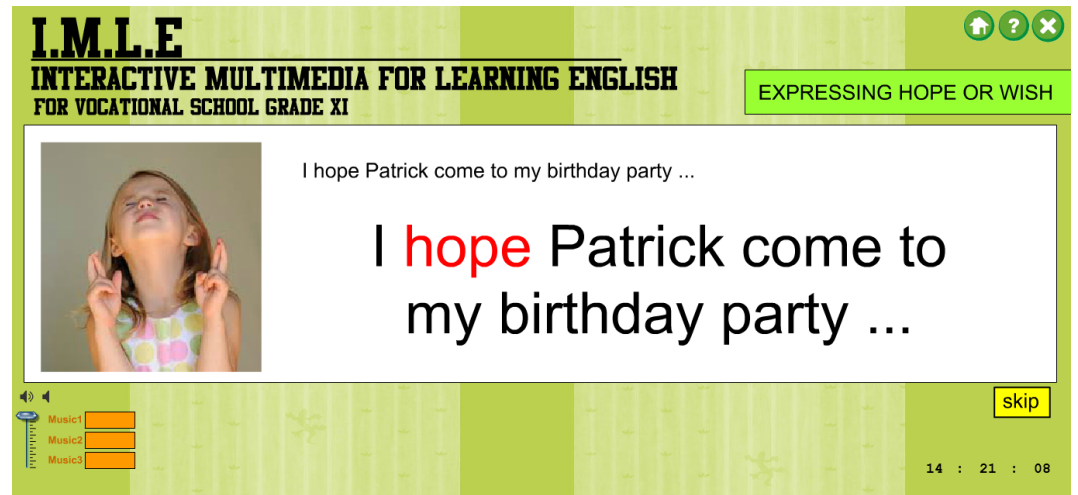 I.M.L.E
INTERACTIVE MULTIMEDIA FOR LEARNING ENGLISH
FOR VOCATIONAL SCHOOL GRADE XI
?
EXPRESSING HOPE OR WISH
I hope Patrick come to my birthday party ...
I hope Patrick come to
my birthday party ...
skip
Music1
Music2
Music3
14 : 21 : 08